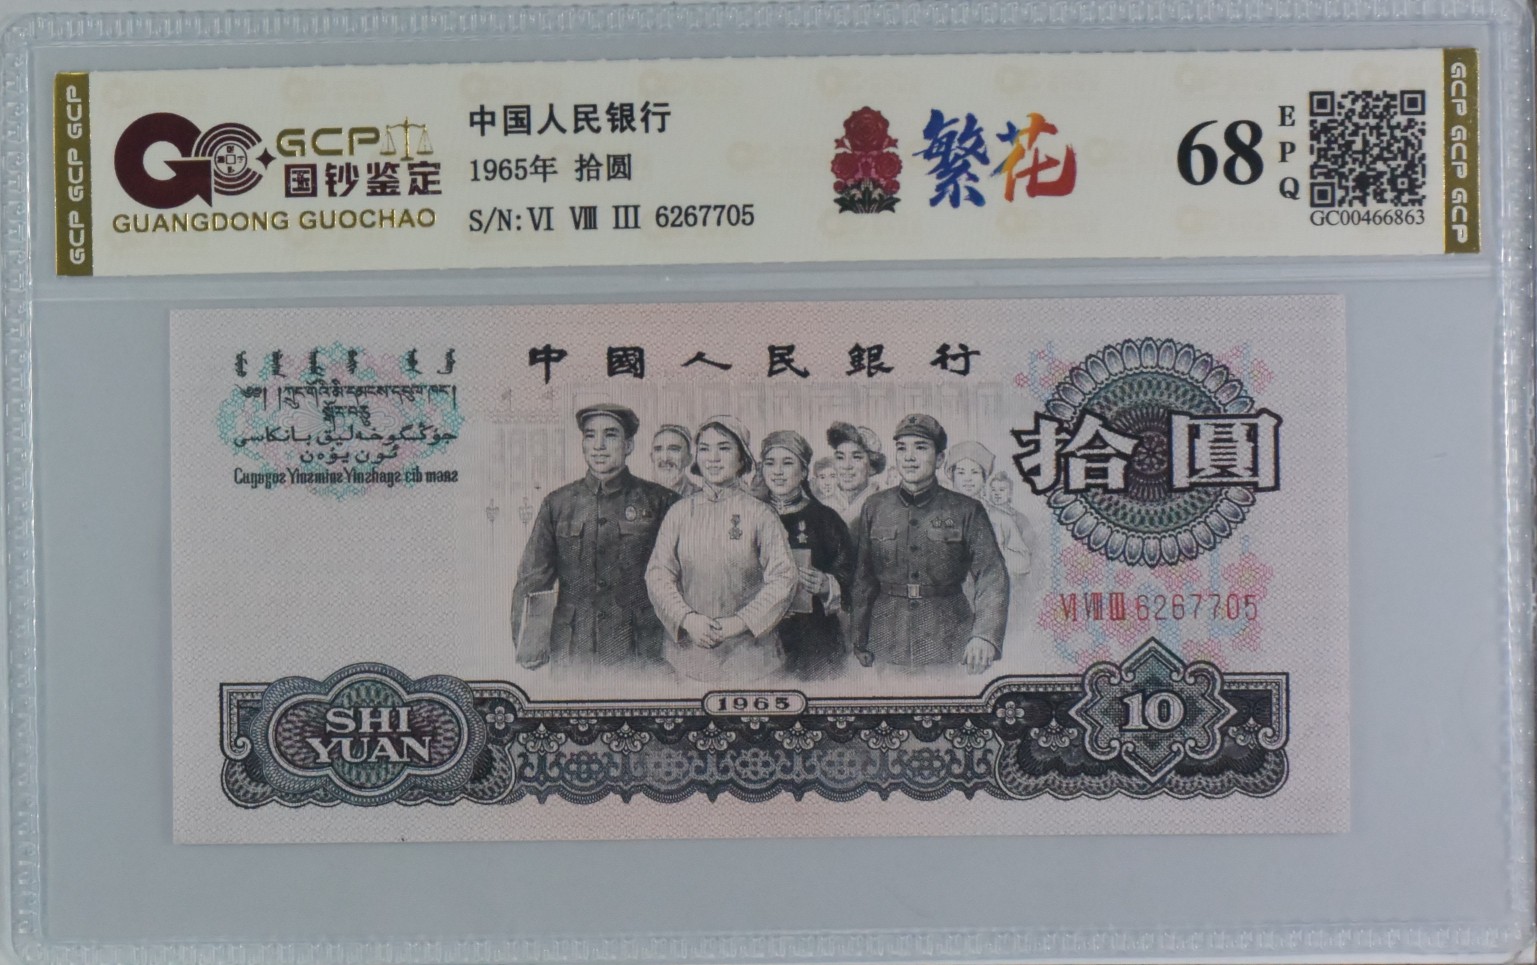 GCP GCP GCP
GCP
国钞鉴定
GUANGDONG GUOCHAO
中国人民银行
1965年 拾圆
S/N: VI VIII III 6267705
繁花
68
EPQ
GC00466863
GCP GCP GCP
中國人民銀行
拾圓
VI VIII III 6267705
1965
SHI
YUAN
10